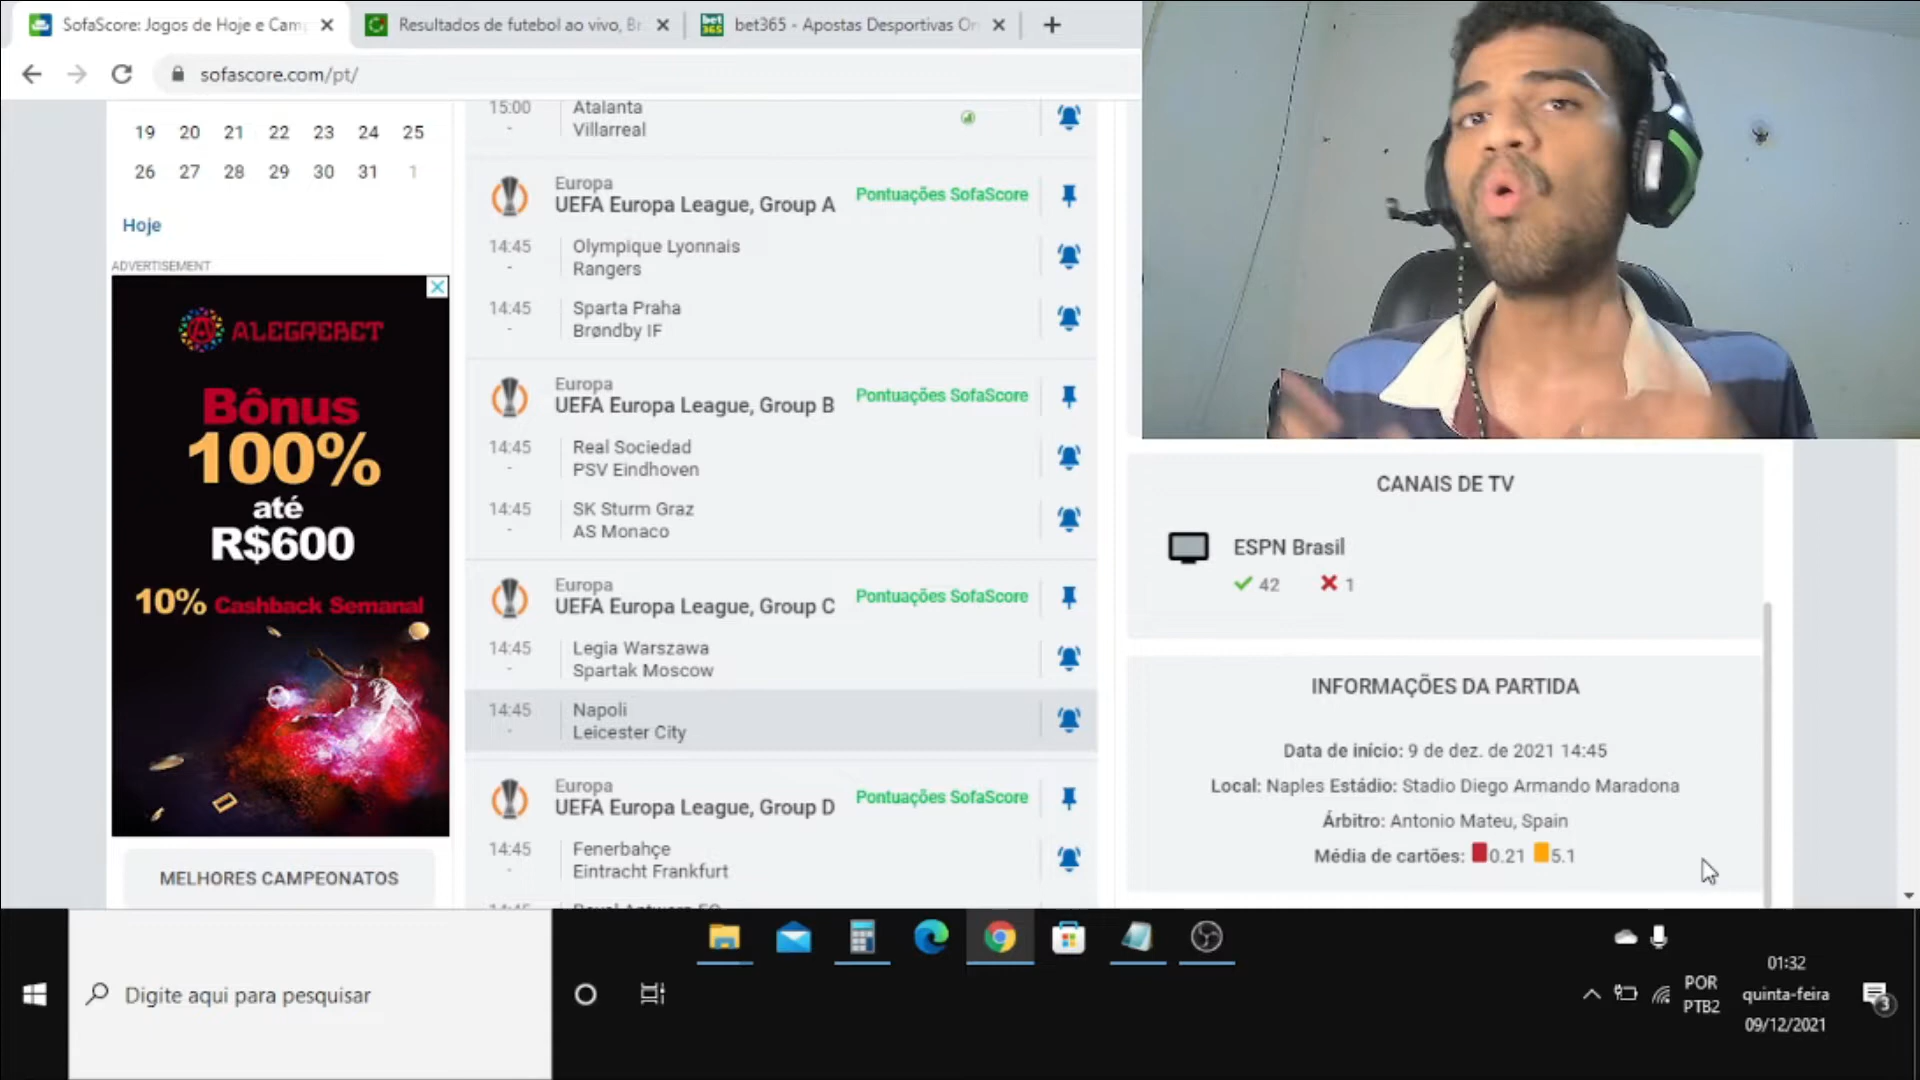 SofaScore: Jogos de Hoje e Camp
Resultados de futebol ao vivo, Br
bet365
bet365 - Apostas Desportivas On
sofascore.com/pt/
19 20 21 22 23 24 25
26 27 28 29 30 31 1
Hoje
ADVERTISEMENT
ALEGREBET
Bônus
100%
até
R$600
10% Cashback Semanal
MELHORES CAMPEONATOS
15:00 Atalanta
- Villarreal
Europa
UEFA Europa League, Group A Pontuações SofaScore
14:45 Olympique Lyonnais
- Rangers
14:45 Sparta Praha
- Brøndby IF
Europa
UEFA Europa League, Group B Pontuações SofaScore
14:45 Real Sociedad
- PSV Eindhoven
14:45 SK Sturm Graz
- AS Monaco
Europa
UEFA Europa League, Group C Pontuações SofaScore
14:45 Legia Warszawa
- Spartak Moscow
14:45 Napoli
- Leicester City
Europa
UEFA Europa League, Group D Pontuações SofaScore
14:45 Fenerbahçe
- Eintracht Frankfurt
CANAIS DE TV
ESPN Brasil
42 1
INFORMAÇÕES DA PARTIDA
Data de início: 9 de dez. de 2021 14:45
Local: Naples Estádio: Stadio Diego Armando Maradona
Árbitro: Antonio Mateu, Spain
Média de cartões: 0.21 5.1
Digite aqui para pesquisar
POR
PTB2
01:32
quinta-feira
09/12/2021
3